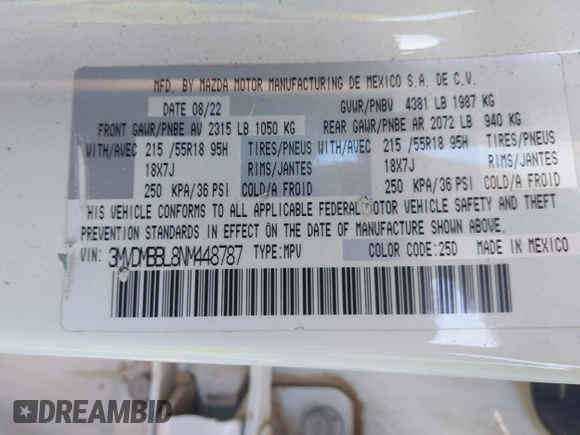 MFD. BY MAZDA MOTOR MANUFACTURING DE MEXICO S.A. DE C.V.
DATE 08/22 GVWR/PNBV 4381 LB 1987 KG
FRONT GAWR/PNBE AV 2315 LB 1050 KG REAR GAWR/PNBE AR 2072 LB 940 KG
WITH/AVEC 215 /55R18 95H TIRES/PNEUS WITH/AVEC 215 /55R18 95H TIRES/PNEUS
18X7J RIMS/JANTES 18X7J RIMS/JANTES
250 KPA/36 PSI COLD/A FROID 250 KPA/36 PSI COLD/A FROID
THIS VEHICLE CONFORMS TO ALL APPLICABLE FEDERAL MOTOR VEHICLE SAFETY AND THEFT
PREVENTION STANDARDS IN EFFECT ON THE DATE OF MANUFACTURE SHOWN ABOVE.
VIN: 3MVDMBBL8NM448787 TYPE:MPV COLOR CODE:25D MADE IN MEXICO
DREAMBID